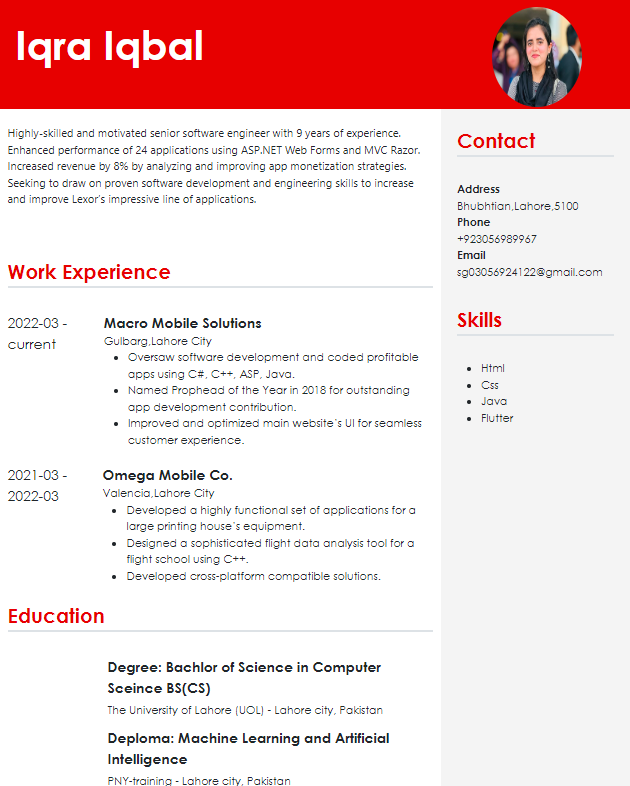 Iqra Iqbal
Highly-skilled and motivated senior software engineer with 9 years of experience.
Enhanced performance of 24 applications using ASP.NET Web Forms and MVC Razor.
Increased revenue by 8% by analyzing and improving app monetization strategies.
Seeking to draw on proven software development and engineering skills to increase
and improve Lexor's impressive line of applications.
Work Experience
2022-03 -
current
Macro Mobile Solutions
Gulbarg,Lahore City
• Oversaw software development and coded profitable
apps using C#, C++, ASP, Java.
• Named Prophead of the Year in 2018 for outstanding
app development contribution.
• Improved and optimized main website`s UI for seamless
customer experience.
2021-03 -
2022-03
Omega Mobile Co.
Valencia,Lahore City
• Developed a highly functional set of applications for a
large printing house`s equipment.
• Designed a sophisticated flight data analysis tool for a
flight school using C++.
• Developed cross-platform compatible solutions.
Education
Degree: Bachlor of Science in Computer
Sceince BS(CS)
The University of Lahore (UOL) - Lahore city, Pakistan
Deploma: Machine Learning and Artificial
Intelligence
PNY-training - Lahore city, Pakistan
Contact
Address
Bhubhtian,Lahore,5100
Phone
+923056989967
Email
sg03056924122@gmail.com
Skills
• Html
• Css
• Java
• Flutter